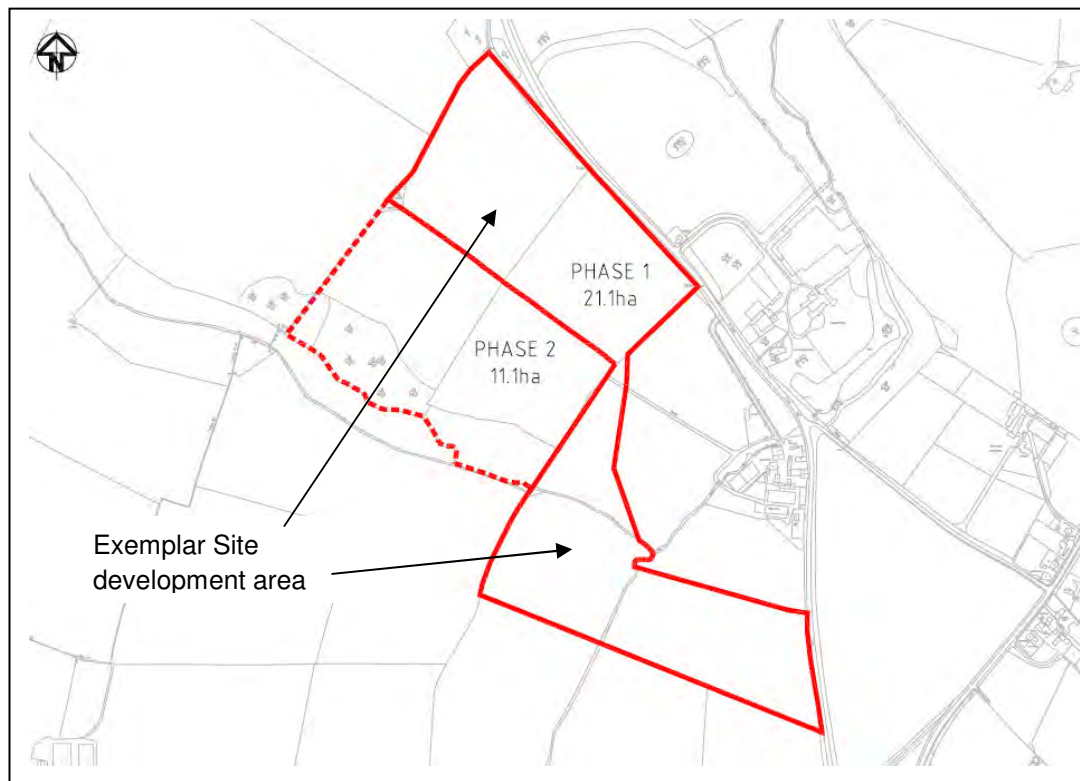 N
PHASE 1
21.1ha
PHASE 2
11.1ha
Exemplar Site
development area